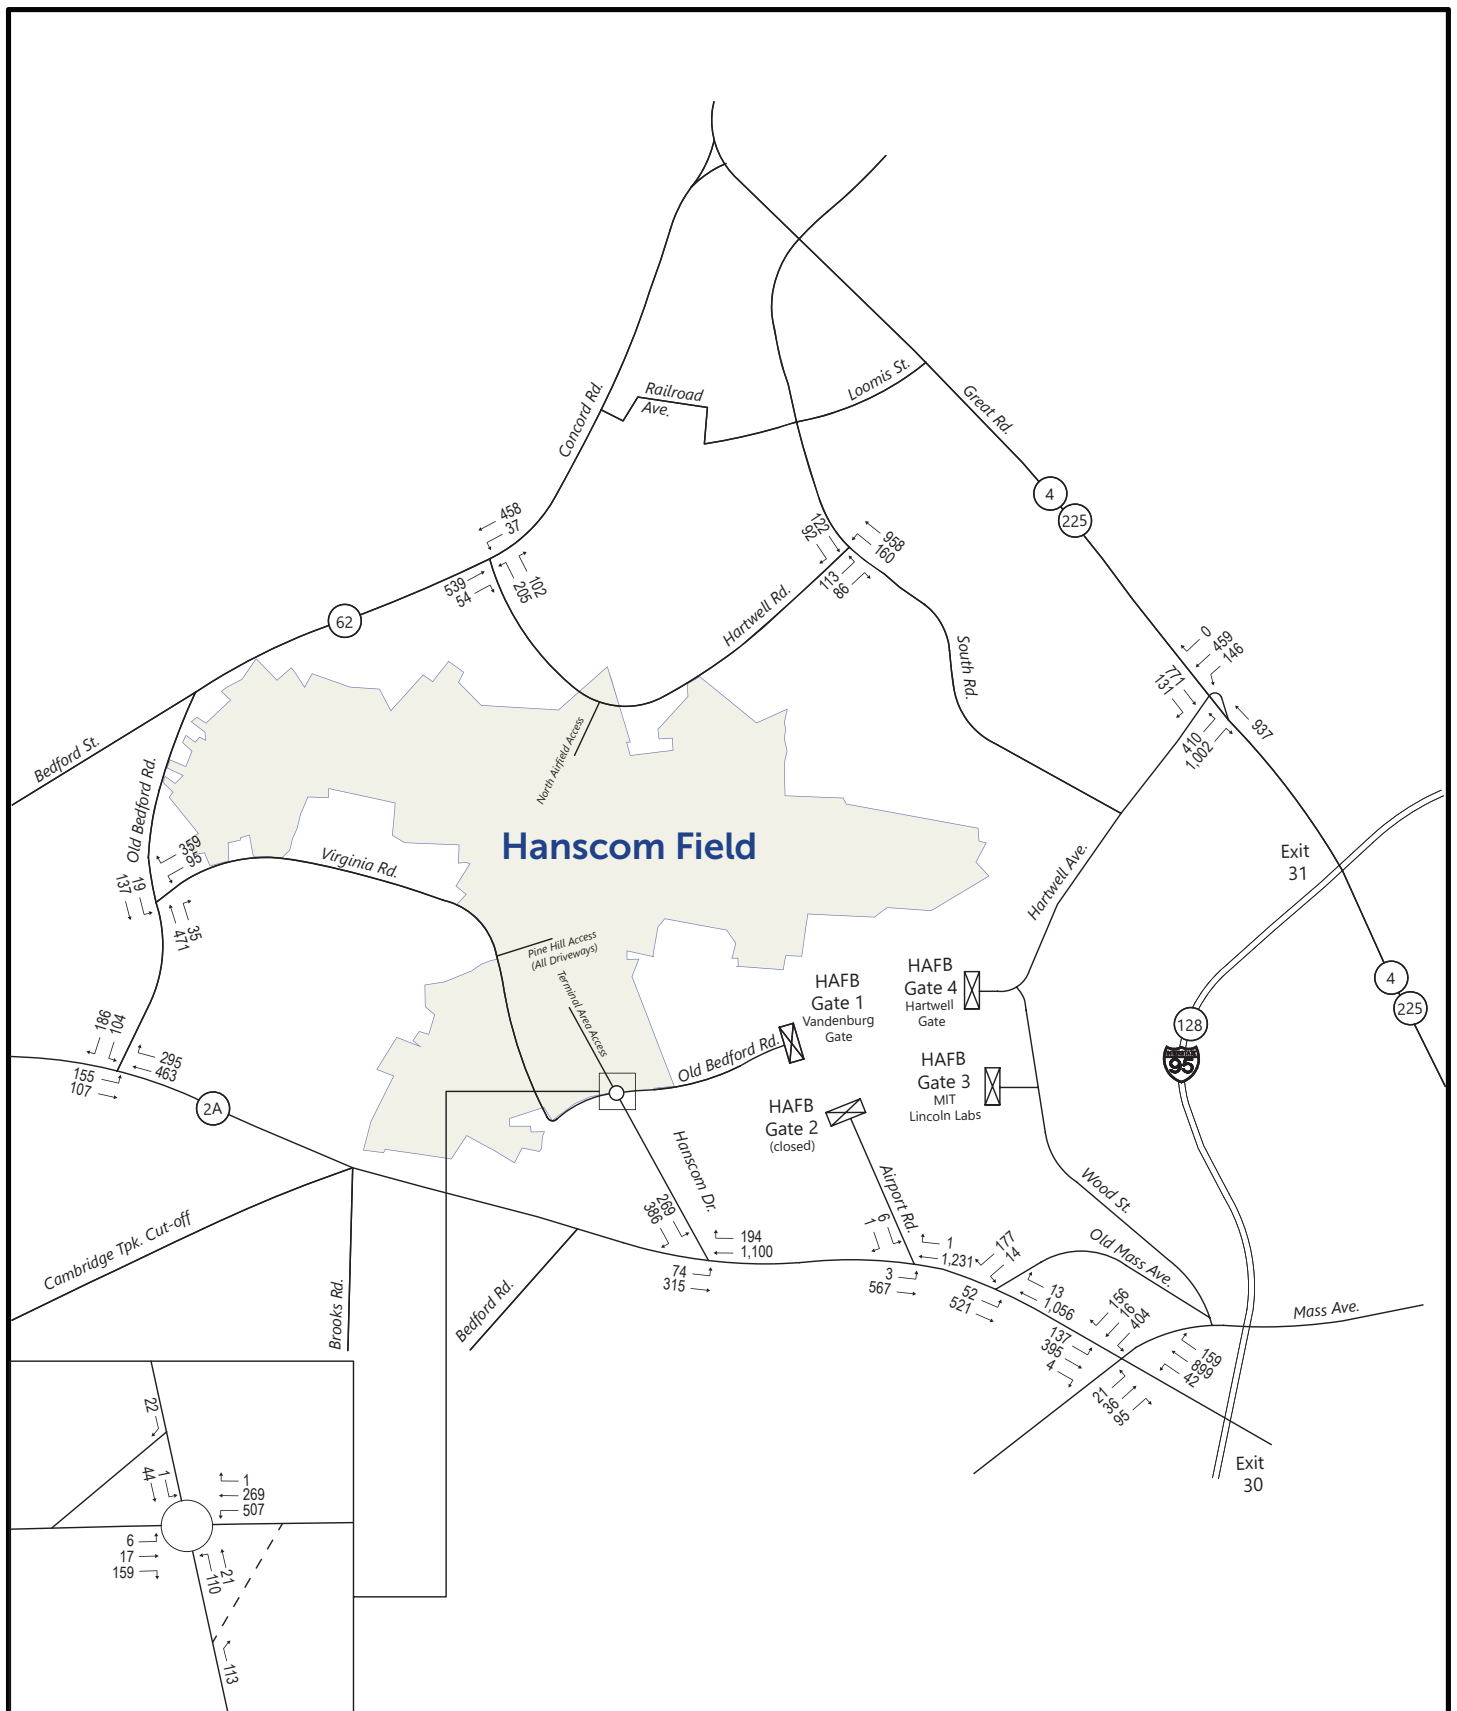 Concord Rd.
Railroad
Ave.
Loomis St.
Great Rd.
4
225
458
37
539
54
102
205
62
122
92
958
160
113
86
Hartwell Rd.
South Rd.
0
459
146
771
131
410
1,002
937
Bedford St.
Old Bedford Rd.
North Airfield Access
Hanscom Field
359
95
19
137
35
471
Virginia Rd.
Exit
31
Hartwell Ave.
Pine Hill Access
(All Driveways)
Terminal Area Access
HAFB
Gate 1
Vandenburg
Gate
HAFB
Gate 4
Hartwell
Gate
4
225
128
INTERSTATE
95
186
104
295
463
155
107
2A
Old Bedford Rd.
HAFB
Gate 3
MIT
Lincoln Labs
HAFB
Gate 2
(closed)
Hanscom Dr.
Airport Rd.
Wood St.
Old Mass Ave.
Mass Ave.
Cambridge Tpk. Cut-off
Brooks Rd.
Bedford Rd.
269
386
194
1,100
74
315
6
1
1
1,231
3
567
177
14
52
521
13
1,056
156
16
404
137
395
4
159
899
42
21
36
95
Exit
30
22
1
44
1
269
507
6
17
159
21
110
113